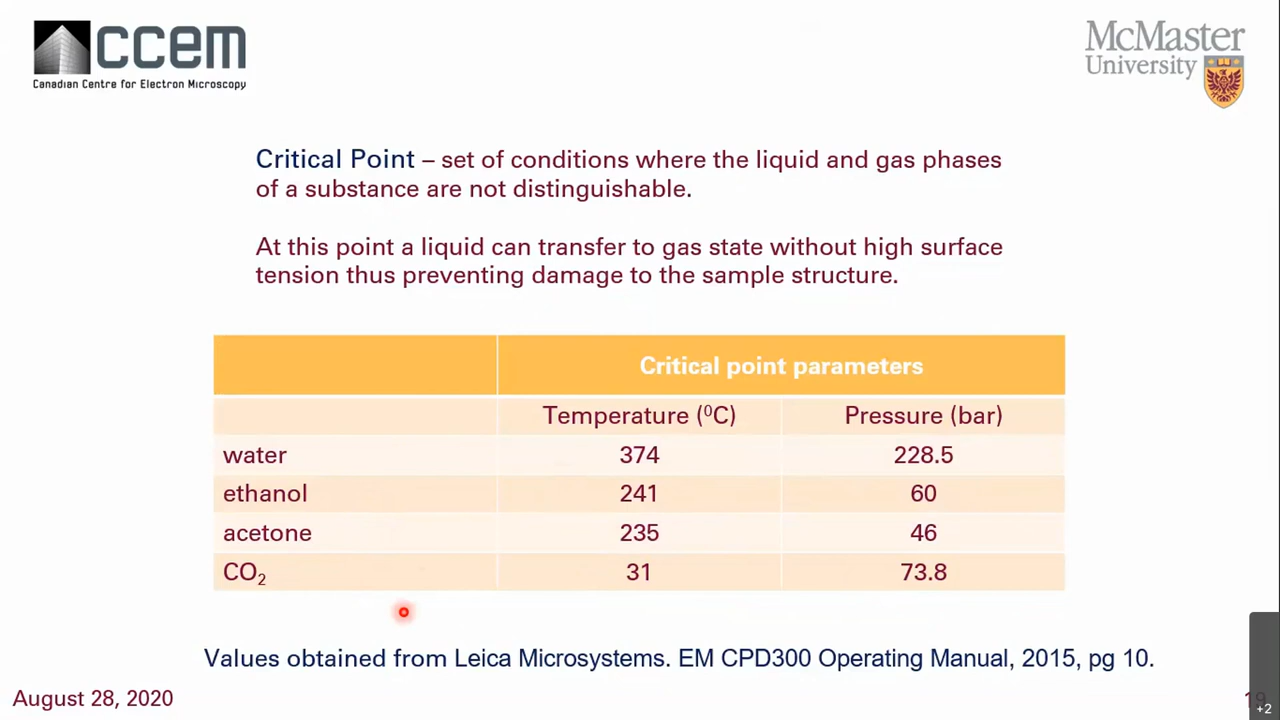 ccem
Canadian Centre for Electron Microscopy
McMaster
University
Critical Point – set of conditions where the liquid and gas phases
of a substance are not distinguishable.
At this point a liquid can transfer to gas state without high surface
tension thus preventing damage to the sample structure.
Critical point parameters
Temperature (⁰C) Pressure (bar)
water 374 228.5
ethanol 241 60
acetone 235 46
CO₂ 31 73.8
Values obtained from Leica Microsystems. EM CPD300 Operating Manual, 2015, pg 10.
August 28, 2020
+2